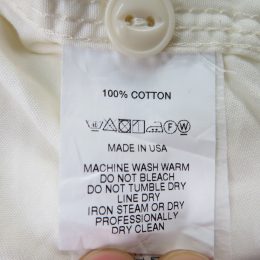 100% COTTON
F W
MADE IN USA
MACHINE WASH WARM
DO NOT BLEACH
DO NOT TUMBLE DRY
LINE DRY
IRON STEAM OR DRY
PROFESSIONALLY
DRY CLEAN